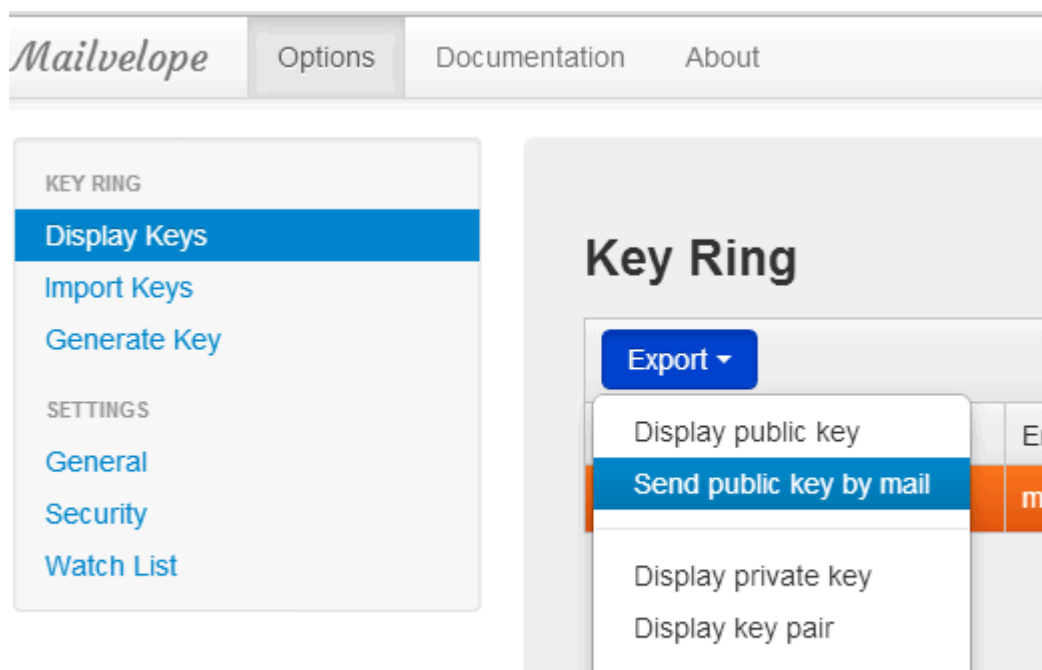 Mailvelope Options Documentation About
KEY RING
Display Keys
Import Keys
Generate Key
SETTINGS
General
Security
Watch List
Key Ring
Export
Display public key
Send public key by mail
Display private key
Display key pair